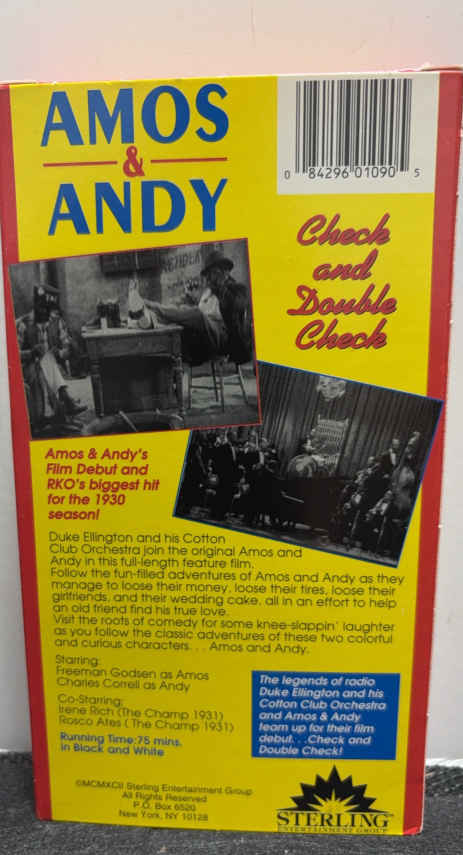 AMOS
&
ANDY
0 84296 01090 5
Check
and
Double
Check
Amos & Andy's
Film Debut and
RKO's biggest hit
for the 1930
season!
Duke Ellington and his Cotton
Club Orchestra join the original Amos and
Andy in this full-length feature film.
Follow the fun-filled adventures of Amos and Andy as they
manage to loose their money, loose their tires, loose their
girlfriends, and their wedding cake, all in an effort to help
an old friend find his true love.
Visit the roots of comedy for some knee-slappin' laughter
as you follow the classic adventures of these two colorful
and curious characters. . . Amos and Andy.
Starring:
Freeman Godsen as Amos
Charles Correll as Andy
Co-Starring:
Irene Rich (The Champ 1931)
Rosco Ates ( The Champ 1931)
Running Time:75 mins.
in Black and White
The legends of radio
Duke Ellington and his
Cotton Club Orchestra
and Amos & Andy
team up for their film
debut. . .Check and
Double Check!
©MCMXCII Sterling Entertainment Group
All Rights Reserved
P.O. Box 6520
New York, NY 10128
STERLING
ENTERTAINMENT GROUP